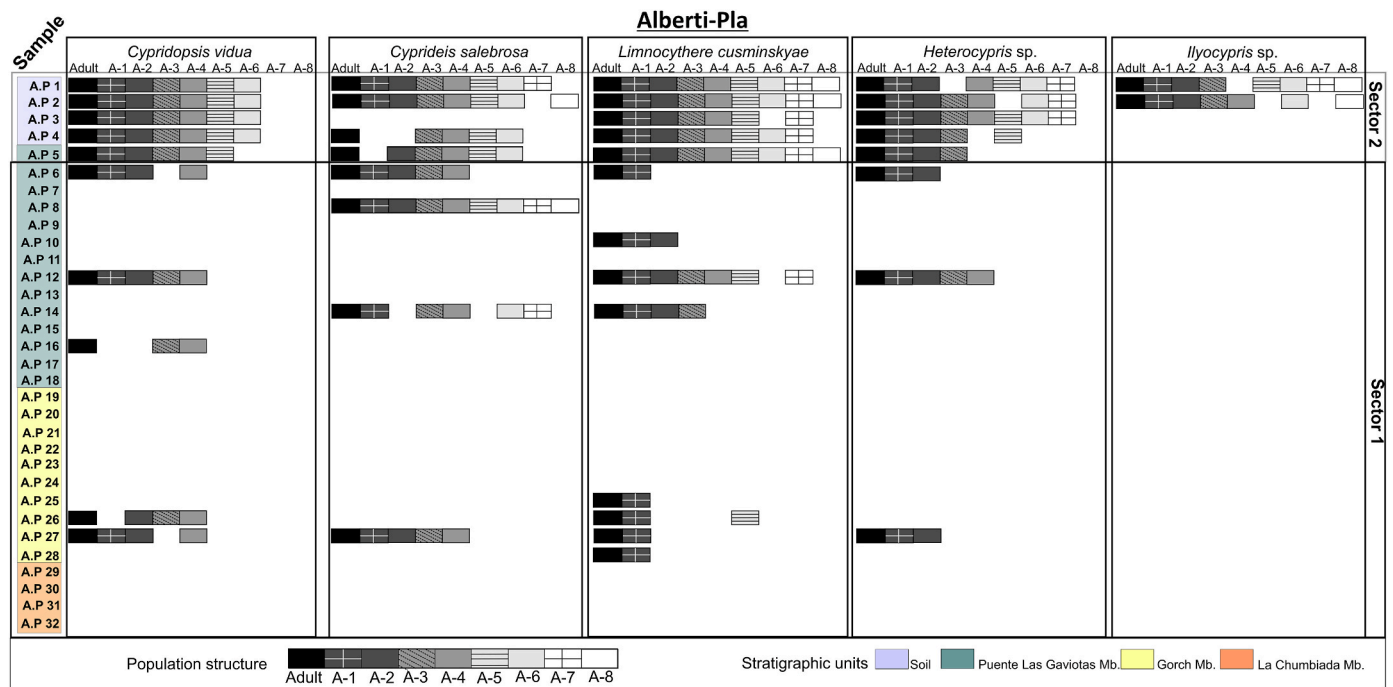 Alberti-Pla
Sample
Cypridopsis vidua
Cyprideis salebrosa
Limnocythere cusminskyae
Heterocypris sp.
Ilyocypris sp.
Adult A-1 A-2 A-3 A-4 A-5 A-6 A-7 A-8
Adult A-1 A-2 A-3 A-4 A-5 A-6 A-7 A-8
Adult A-1 A-2 A-3 A-4 A-5 A-6 A-7 A-8
Adult A-1 A-2 A-3 A-4 A-5 A-6 A-7 A-8
Adult A-1 A-2 A-3 A-4 A-5 A-6 A-7 A-8
A.P 1
A.P 2
A.P 3
A.P 4
A.P 5
A.P 6
A.P 7
A.P 8
A.P 9
A.P 10
A.P 11
A.P 12
A.P 13
A.P 14
A.P 15
A.P 16
A.P 17
A.P 18
A.P 19
A.P 20
A.P 21
A.P 22
A.P 23
A.P 24
A.P 25
A.P 26
A.P 27
A.P 28
A.P 29
A.P 30
A.P 31
A.P 32
Sector 2
Sector 1
Population structure
Adult A-1 A-2 A-3 A-4 A-5 A-6 A-7 A-8
Stratigraphic units
Soil
Puente Las Gaviotas Mb.
Gorch Mb.
La Chumbiada Mb.